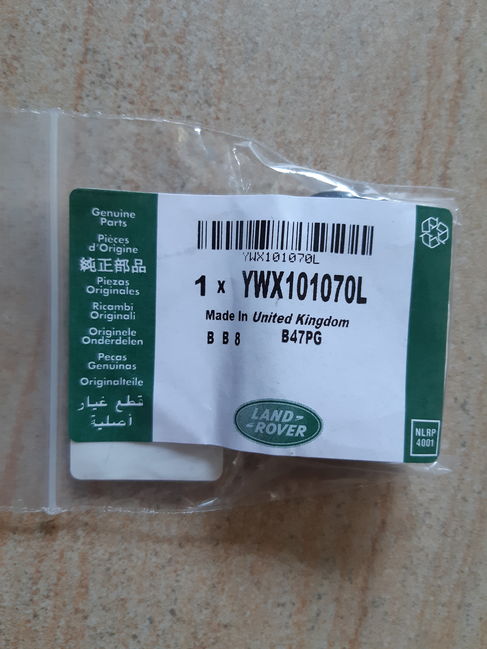 Genuine
Parts
Pièces
d'Origine
純正部品
Piezas
Originales
Ricambi
Originali
Originele
Onderdelen
Peças
Genuinas
Originalteile
قطع غيار
أصلية
YWX101070L
1 x YWX101070L
Made In United Kingdom
B B 8 B47PG
LAND-
-ROVER
NLRP
4001